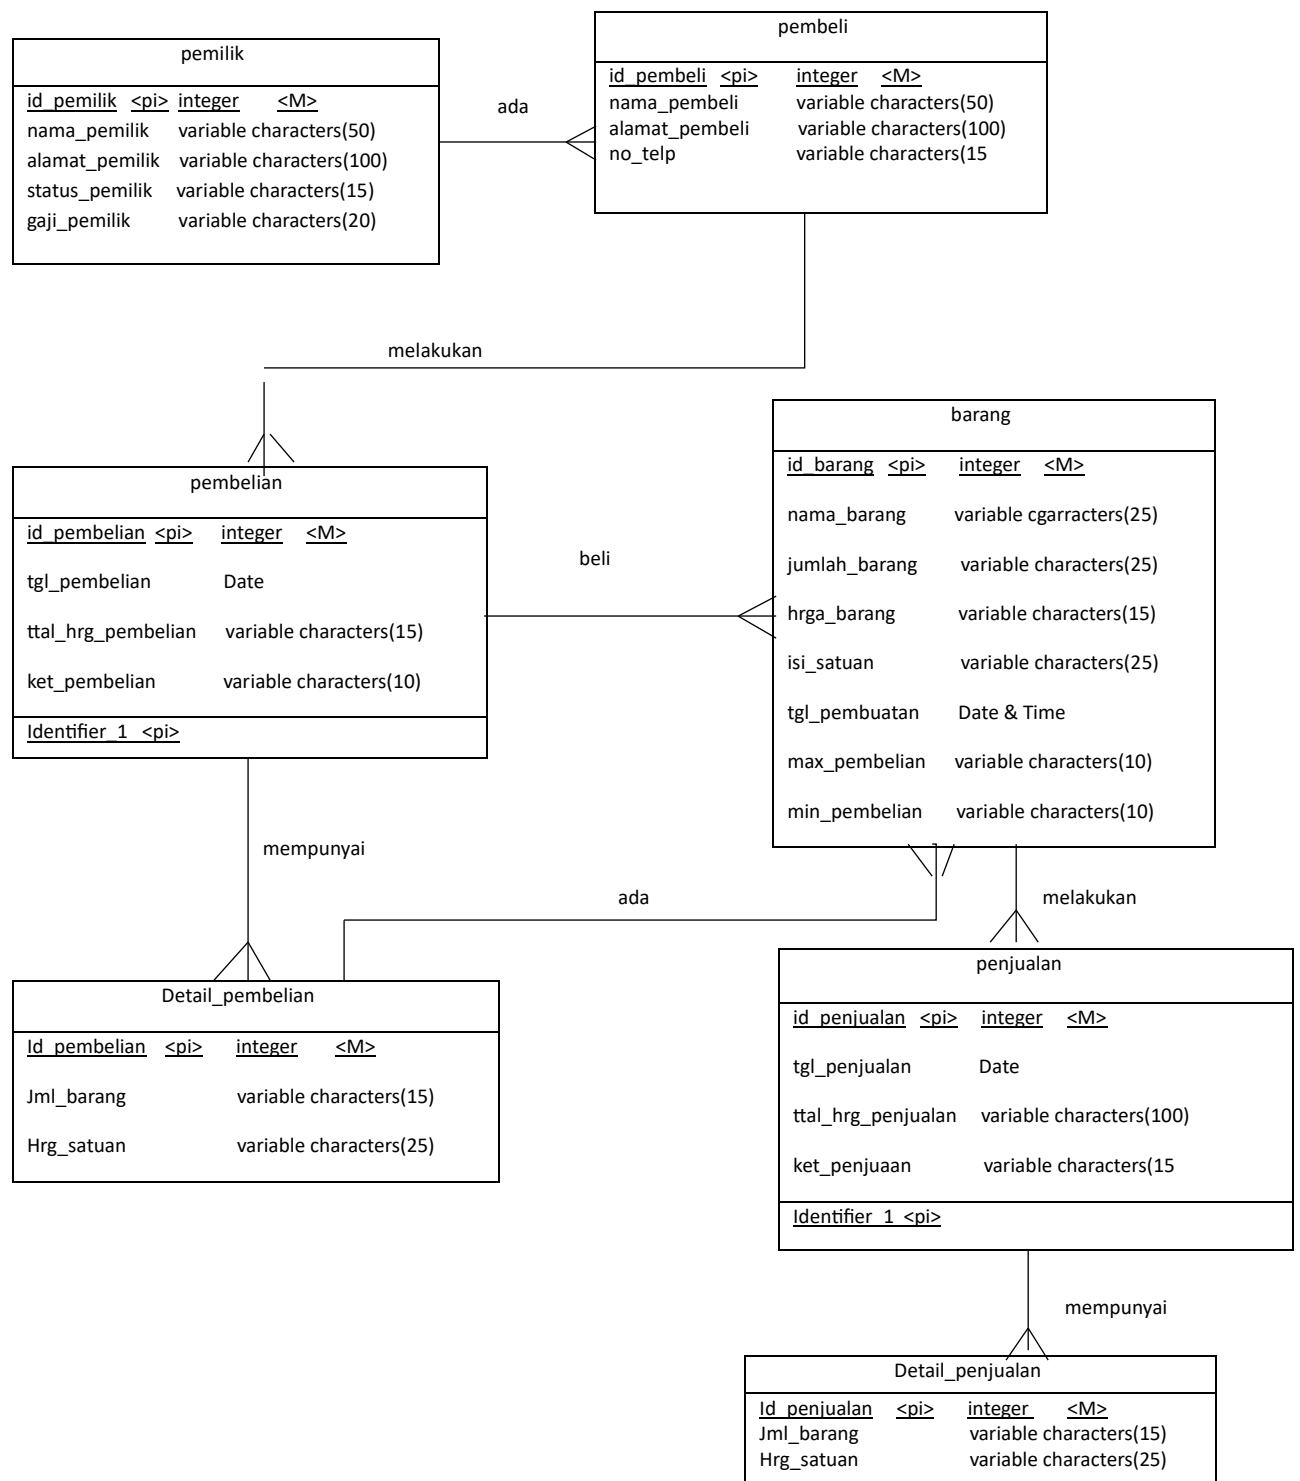 pembeli
id_pembeli <pi> integer <M>
nama_pembeli variable characters(50)
alamat_pembeli variable characters(100)
no_telp variable characters(15
pemilik
id_pemilik <pi> integer <M>
nama_pemilik variable characters(50)
alamat_pemilik variable characters(100)
status_pemilik variable characters(15)
gaji_pemilik variable characters(20)
ada
melakukan
barang
id_barang <pi> integer <M>
nama_barang variable cgarracters(25)
jumlah_barang variable characters(25)
hrga_barang variable characters(15)
isi_satuan variable characters(25)
tgl_pembuatan Date & Time
max_pembelian variable characters(10)
min_pembelian variable characters(10)
pembelian
id_pembelian <pi> integer <M>
tgl_pembelian Date
ttal_hrg_pembelian variable characters(15)
ket_pembelian variable characters(10)
Identifier_1 <pi>
beli
mempunyai
ada
melakukan
Detail_pembelian
Id_pembelian <pi> integer <M>
Jml_barang variable characters(15)
Hrg_satuan variable characters(25)
penjualan
id_penjualan <pi> integer <M>
tgl_penjualan Date
ttal_hrg_penjualan variable characters(100)
ket_penjuaan variable characters(15
Identifier_1 <pi>
mempunyai
Detail_penjualan
Id_penjualan <pi> integer <M>
Jml_barang variable characters(15)
Hrg_satuan variable characters(25)